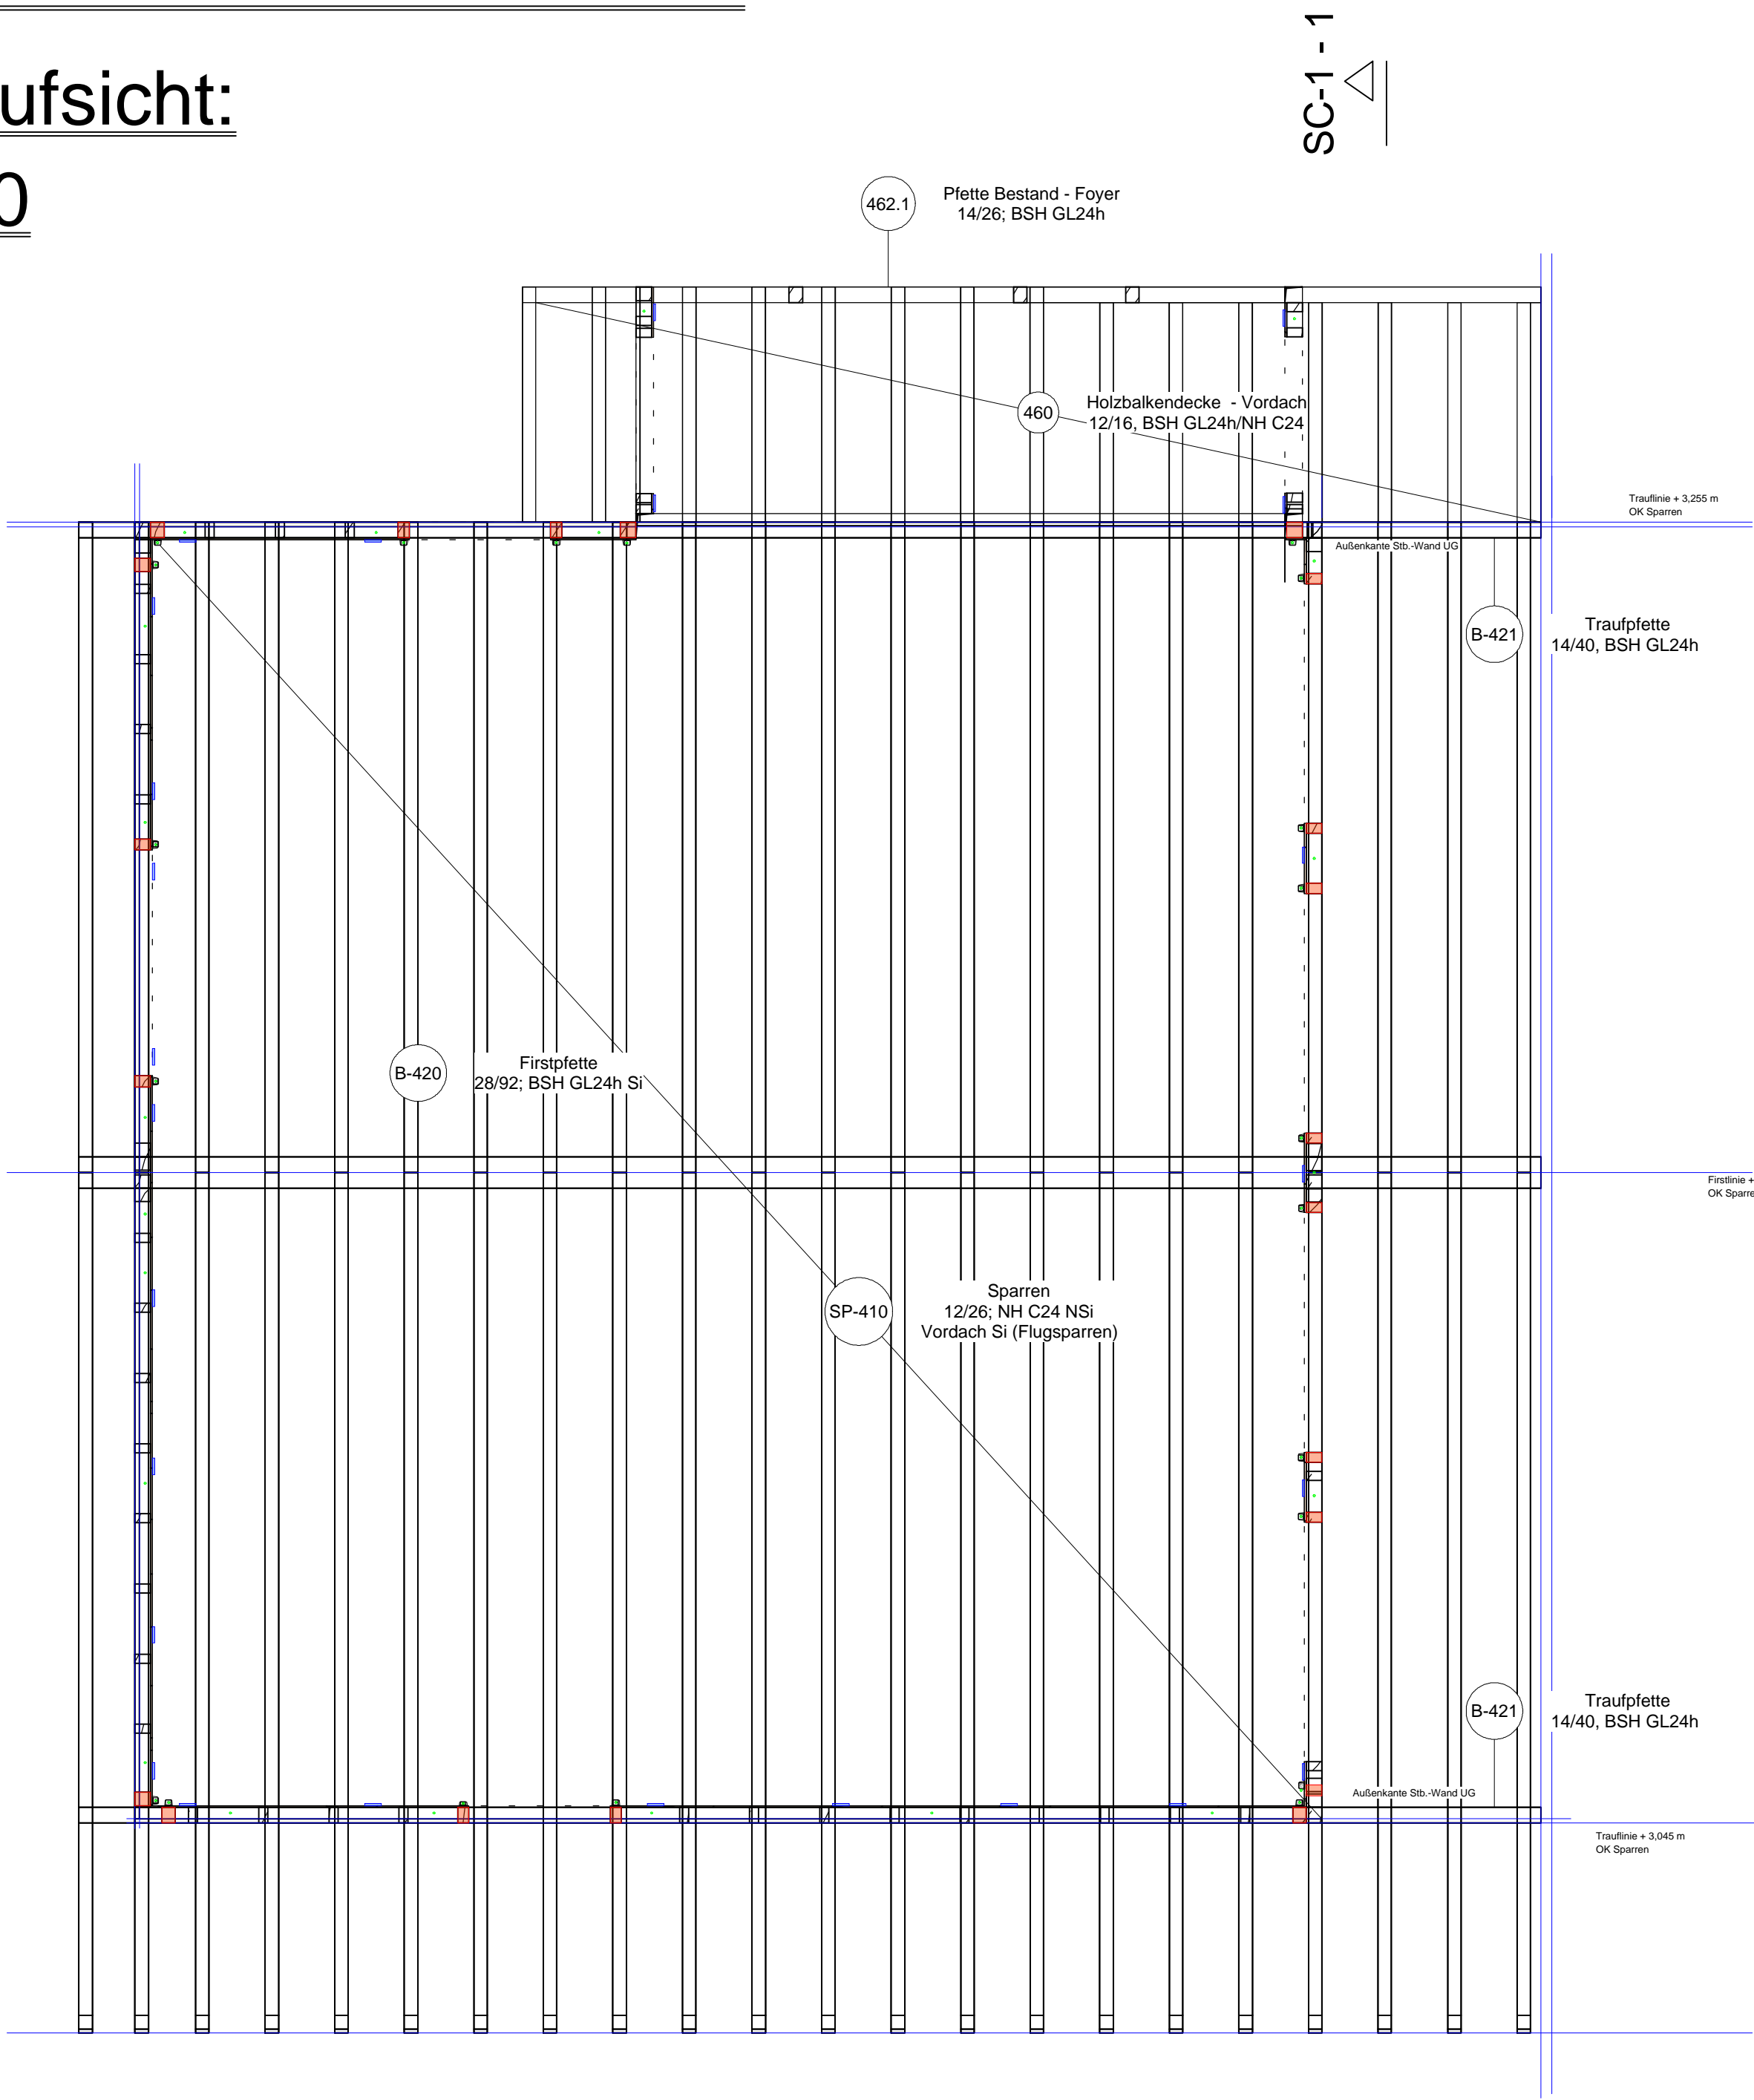 SC-1 - 1
ufsicht:
0
462.1
Pfette Bestand - Foyer
14/26; BSH GL24h
460
Holzbalkendecke - Vordach
12/16, BSH GL24h/NH C24
Trauflinie + 3,255 m
OK Sparren
Außenkante Stb.-Wand UG
B-421
Traufpfette
14/40, BSH GL24h
B-420
Firstpfette
28/92; BSH GL24h Si
Firstlinie +
OK Sparre
SP-410
Sparren
12/26; NH C24 NSi
Vordach Si (Flugsparren)
B-421
Traufpfette
14/40, BSH GL24h
Außenkante Stb.-Wand UG
Trauflinie + 3,045 m
OK Sparren